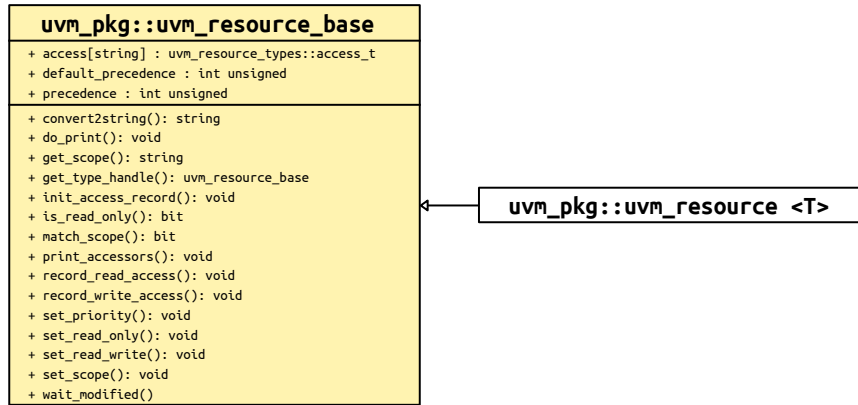 uvm_pkg::uvm_resource_base
+ access[string] : uvm_resource_types::access_t
+ default_precedence : int unsigned
+ precedence : int unsigned
+ convert2string(): string
+ do_print(): void
+ get_scope(): string
+ get_type_handle(): uvm_resource_base
+ init_access_record(): void
+ is_read_only(): bit
+ match_scope(): bit
+ print_accessors(): void
+ record_read_access(): void
+ record_write_access(): void
+ set_priority(): void
+ set_read_only(): void
+ set_read_write(): void
+ set_scope(): void
+ wait_modified()
uvm_pkg::uvm_resource <T>